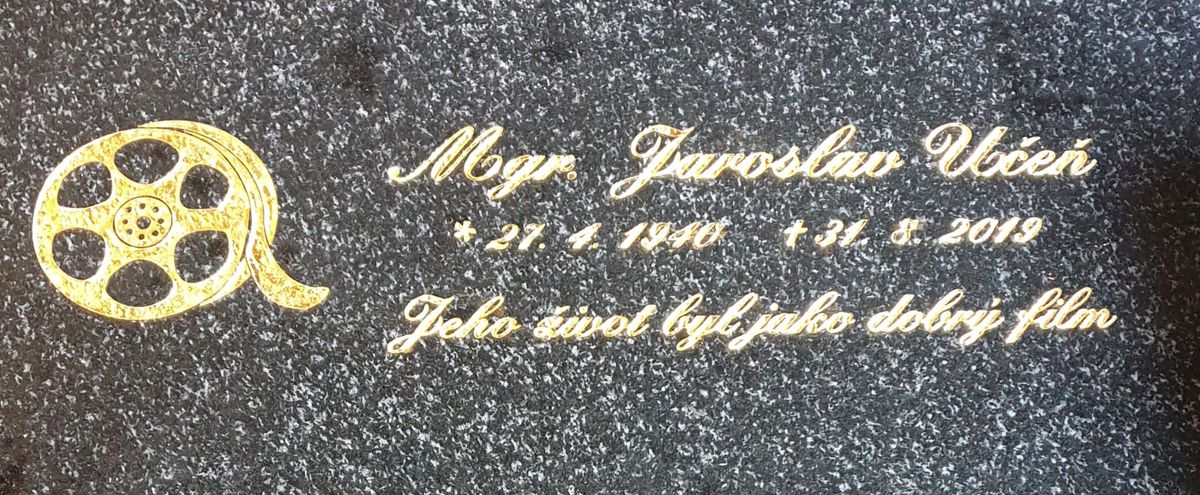 Mgr. Jaroslav Učeň
* 27. 4. 1940 † 31. 8. 2019
Jeho život byl jako dobrý film